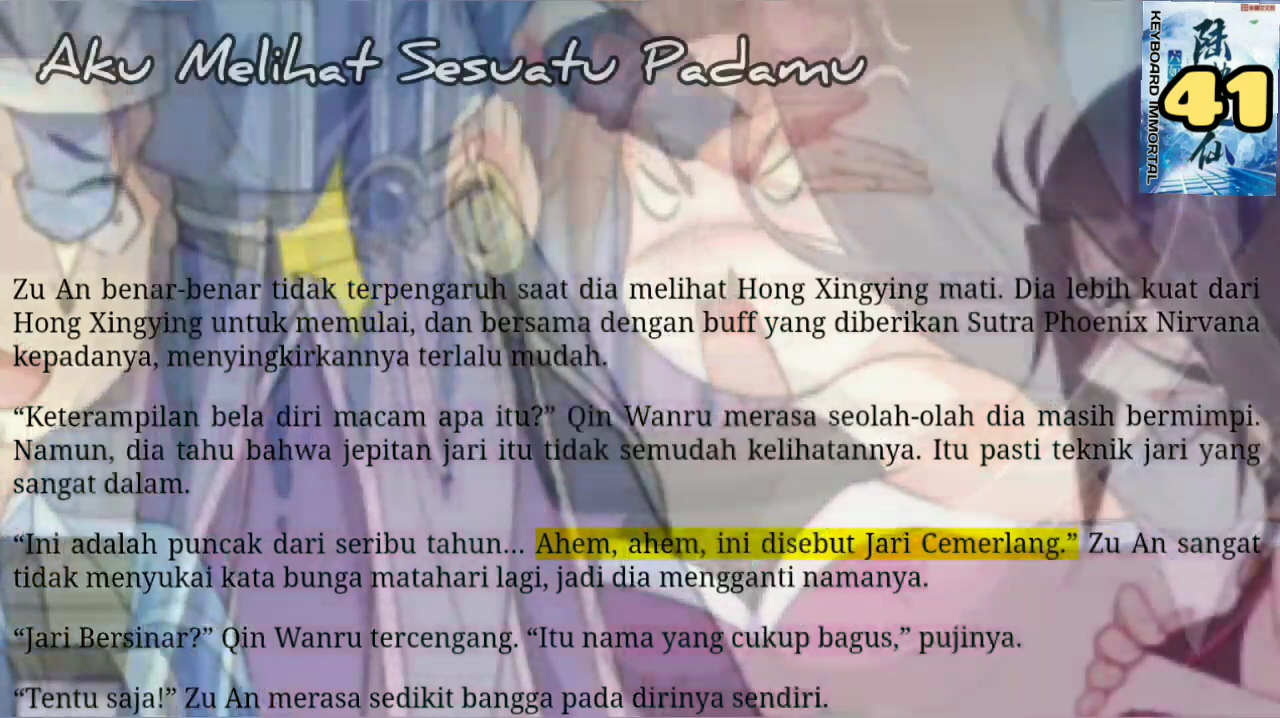 Aku Melihat Sesuatu Padamu
KEYBOARD IMMORTAL
41
Zu An benar-benar tidak terpengaruh saat dia melihat Hong Xingying mati. Dia lebih kuat dari
Hong Xingying untuk memulai, dan bersama dengan buff yang diberikan Sutra Phoenix Nirvana
kepadanya, menyingkirkannya terlalu mudah.
“Keterampilan bela diri macam apa itu?” Qin Wanru merasa seolah-olah dia masih bermimpi.
Namun, dia tahu bahwa jepitan jari itu tidak semudah kelihatannya. Itu pasti teknik jari yang
sangat dalam.
“Ini adalah puncak dari seribu tahun... Ahem, ahem, ini disebut Jari Cemerlang.” Zu An sangat
tidak menyukai kata bunga matahari lagi, jadi dia mengganti namanya.
“Jari Bersinar?” Qin Wanru tercengang. “Itu nama yang cukup bagus,” pujinya.
“Tentu saja!” Zu An merasa sedikit bangga pada dirinya sendiri.